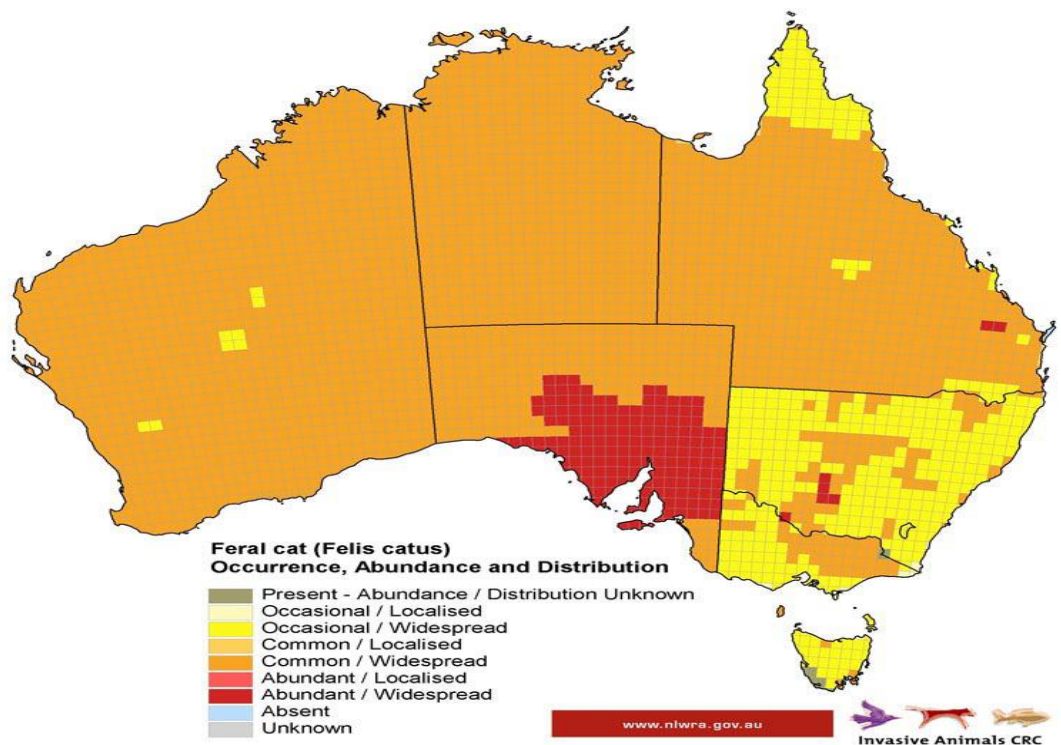 Feral cat (Felis catus)
Occurrence, Abundance and Distribution
Present - Abundance / Distribution Unknown
Occasional / Localised
Occasional / Widespread
Common / Localised
Common / Widespread
Abundant / Localised
Abundant / Widespread
Absent
Unknown
www.nlwra.gov.au
Invasive Animals CRC